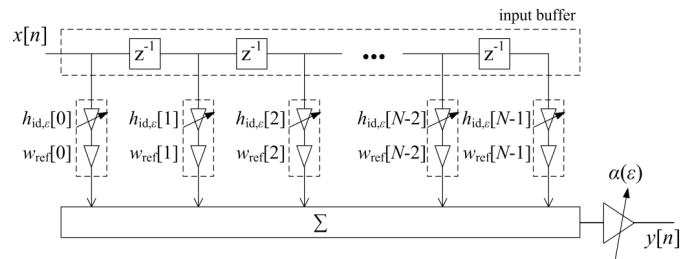 input buffer
x[n]
z⁻¹ z⁻¹ ••• z⁻¹
h_id,ε[0] h_id,ε[1] h_id,ε[2] h_id,ε[N-2] h_id,ε[N-1]
w_ref[0] w_ref[1] w_ref[2] w_ref[N-2] w_ref[N-1]
α(ε)
Σ
y[n]